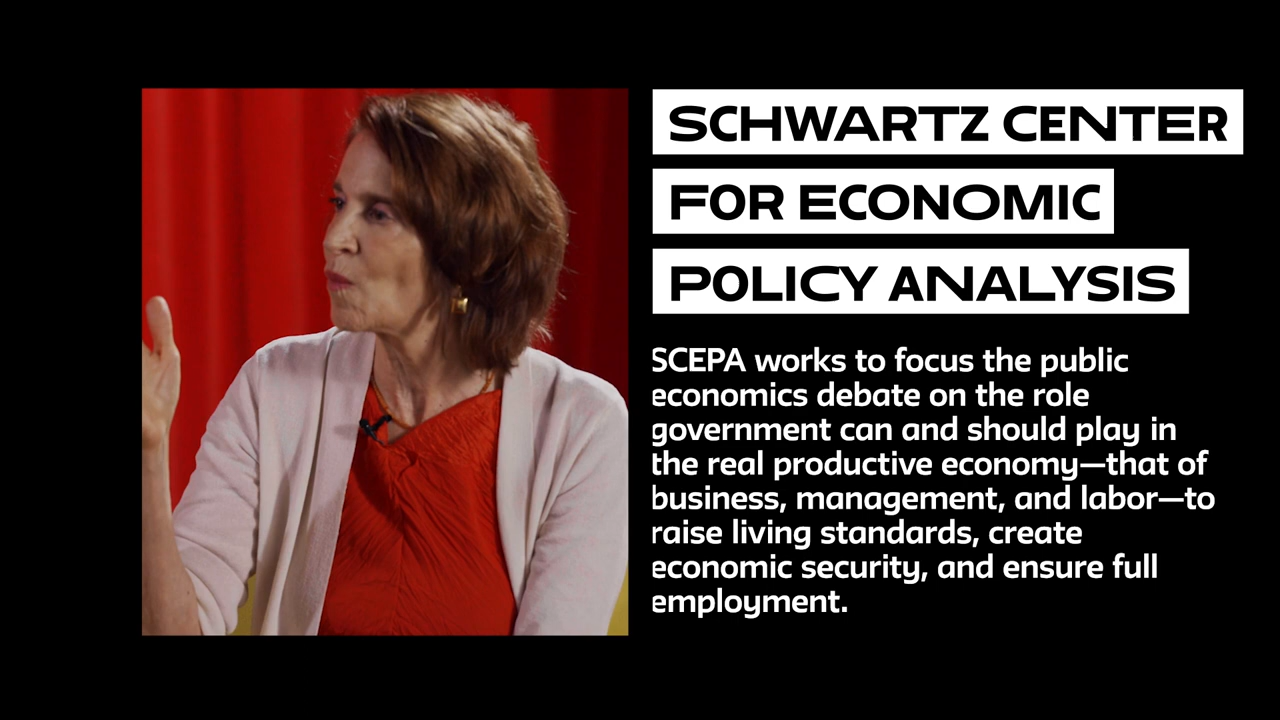 SCHWARTZ CENTER
FOR ECONOMIC
POLICY ANALYSIS
SCEPA works to focus the public
economics debate on the role
government can and should play in
the real productive economy—that of
business, management, and labor—to
raise living standards, create
economic security, and ensure full
employment.